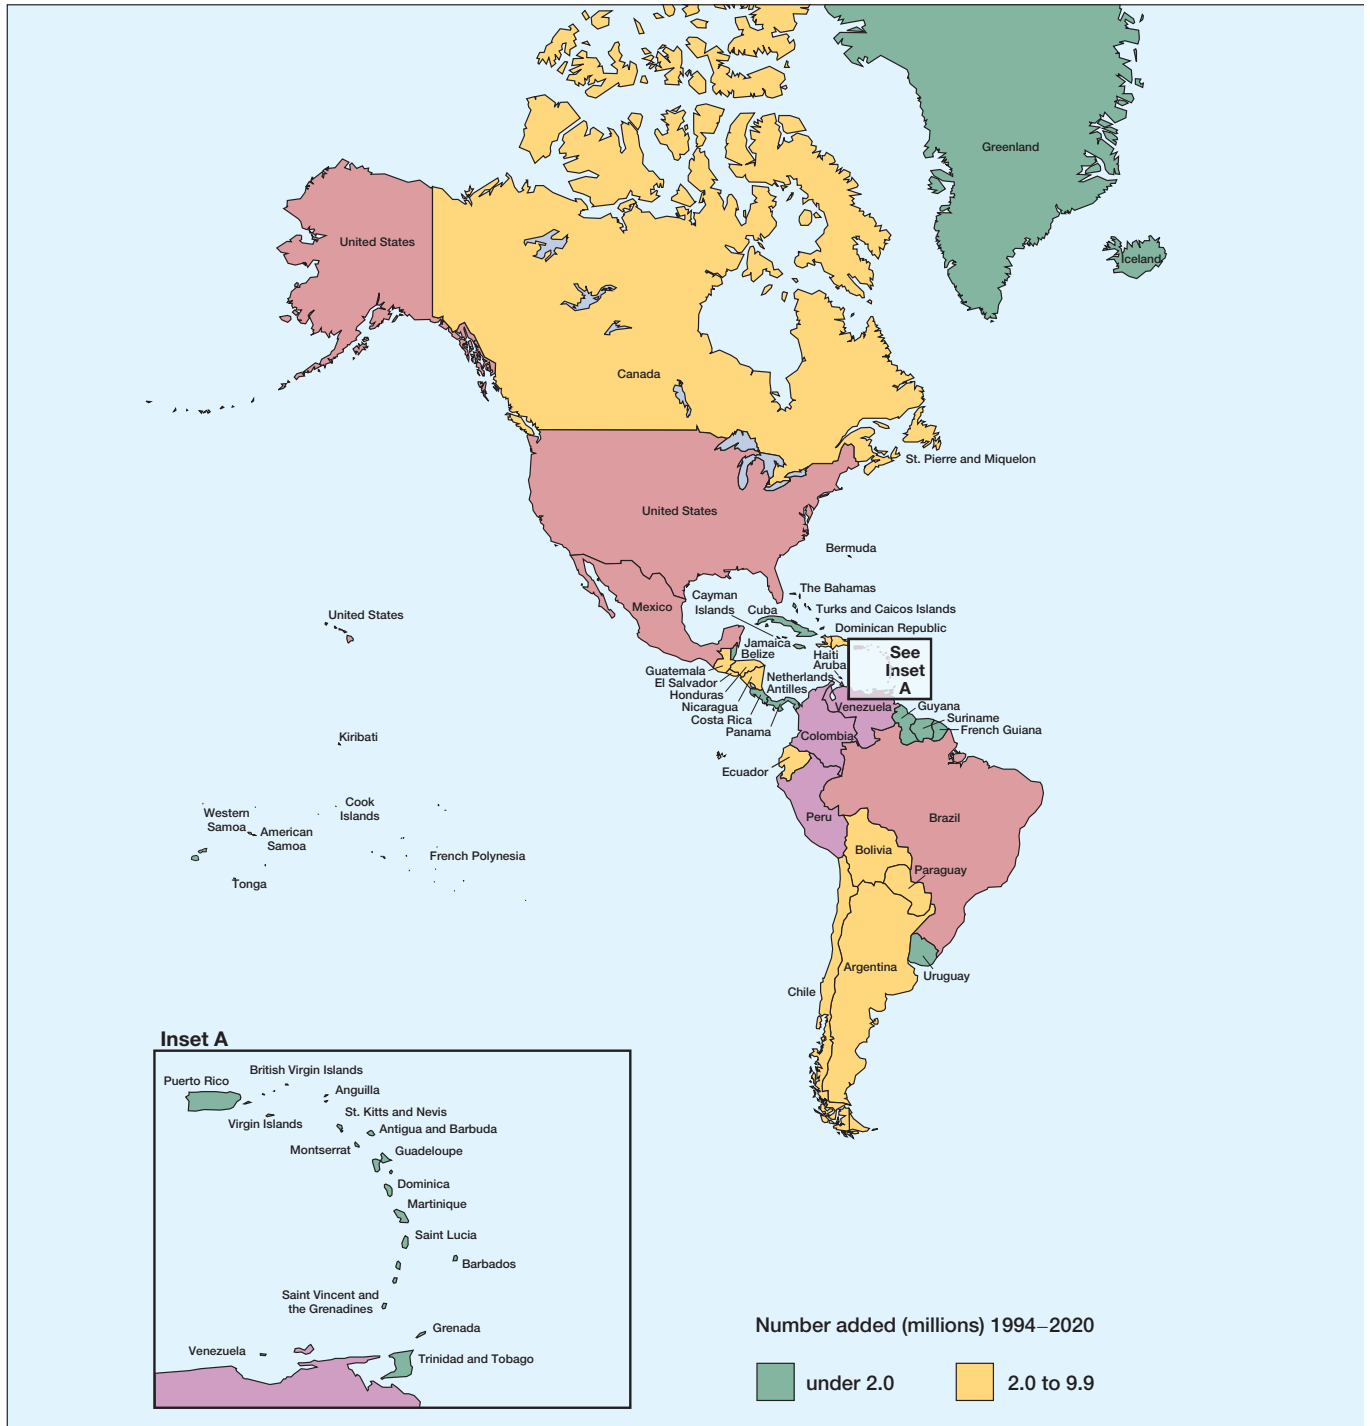 Greenland
United States
Iceland
Canada
St. Pierre and Miquelon
United States
Bermuda
The Bahamas
Cayman
Islands
Cuba
Turks and Caicos Islands
Mexico
United States
Dominican Republic
Jamaica
Belize
Haiti
Aruba
See
Inset
A
Guatemala
El Salvador
Honduras
Nicaragua
Costa Rica
Panama
Netherlands
Antilles
Venezuela
Guyana
Suriname
French Guiana
Colombia
Kiribati
Ecuador
Cook
Islands
Western
Samoa
American
Samoa
French Polynesia
Tonga
Peru
Brazil
Bolivia
Paraguay
Argentina
Uruguay
Chile
Inset A
British Virgin Islands
Puerto Rico
Anguilla
St. Kitts and Nevis
Virgin Islands
Antigua and Barbuda
Montserrat
Guadeloupe
Dominica
Martinique
Saint Lucia
Barbados
Saint Vincent and
the Grenadines
Grenada
Venezuela
Trinidad and Tobago
Number added (millions) 1994–2020
under 2.0
2.0 to 9.9